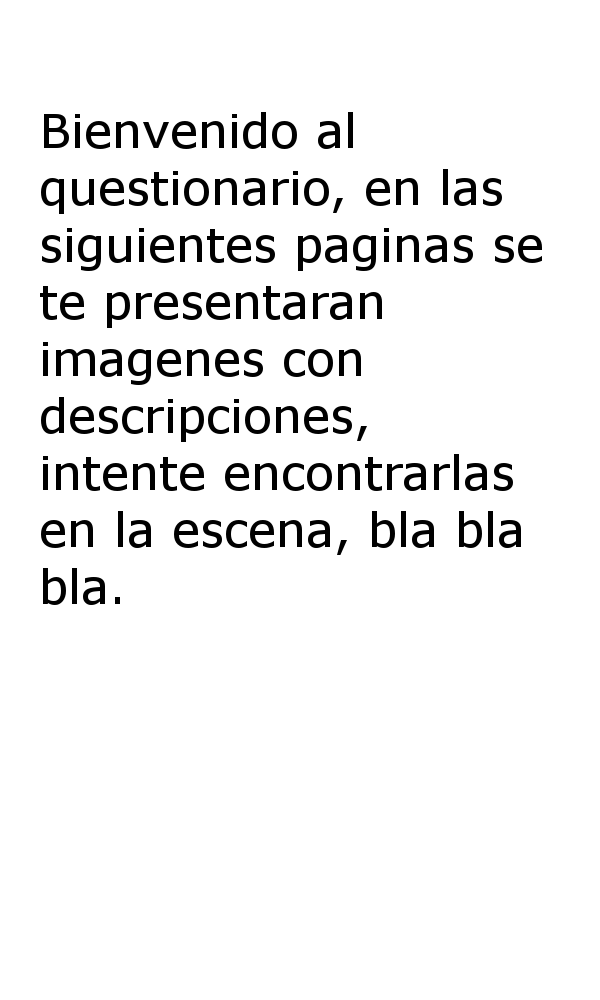 Bienvenido al
questionario, en las
siguientes paginas se
te presentaran
imagenes con
descripciones,
intente encontrarlas
en la escena, bla bla
bla.